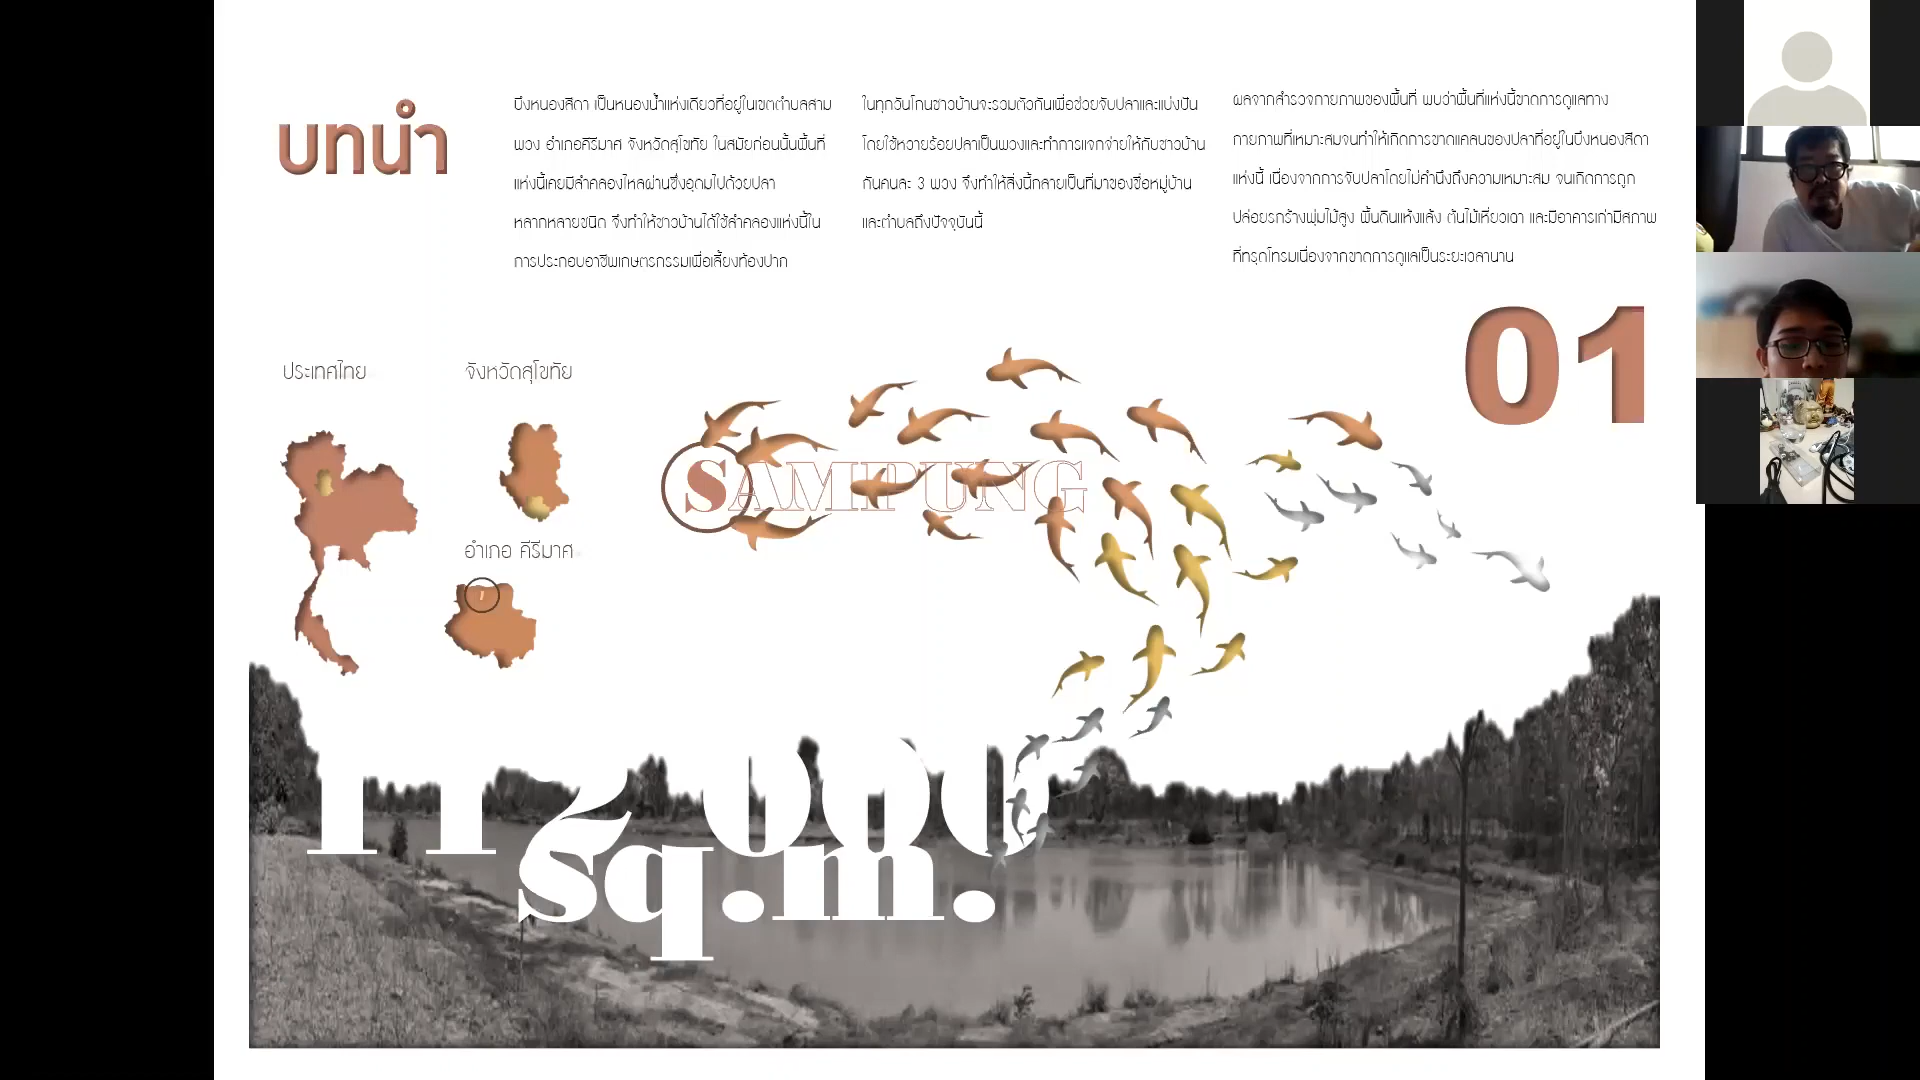 บทนำ
บึงหนองสีดา เป็นหนองน้ำแห่งเดียวที่อยู่ในเขตตำบลสาม
พวง อำเภอคีรีมาศ จังหวัดสุโขทัย ในสมัยก่อนนั้นพื้นที่
แห่งนี้เคยมีลำคลองไหลผ่านซึ่งอุดมไปด้วยปลา
หลากหลายชนิด จึงทำให้ชาวบ้านได้ใช้ลำคลองแห่งนี้ใน
การประกอบอาชีพเกษตรกรรมเพื่อเลี้ยงท้องปาก
ในทุกวันโกนชาวบ้านจะรวมตัวกันเพื่อช่วยจับปลาและแบ่งปัน
โดยใช้หวายร้อยปลาเป็นพวงและทำการแจกจ่ายให้กับชาวบ้าน
กันคนละ 3 พวง จึงทำให้สิ่งนี้กลายเป็นที่มาของชื่อหมู่บ้าน
และตำบลถึงปัจจุบันนี้
ผลจากสำรวจกายภาพของพื้นที่ พบว่าพื้นที่แห่งนี้ขาดการดูแลทาง
กายภาพที่เหมาะสมจนทำให้เกิดการขาดแคลนของปลาที่อยู่ในบึงหนองสีดา
แห่งนี้ เนื่องจากการจับปลาโดยไม่คำนึงถึงความเหมาะสม จนเกิดการถูก
ปล่อยรกร้างพุ่มไม้สูง พื้นดินแห้งแล้ง ต้นไม้เหี่ยวเฉา และมีอาคารเก่ามีสภาพ
ที่ทรุดโทรมเนื่องจากขาดการดูแลเป็นระยะเวลานาน
01
ประเทศไทย
จังหวัดสุโขทัย
อำเภอ คีรีมาศ
SAMPUNG
112000
sq.m.